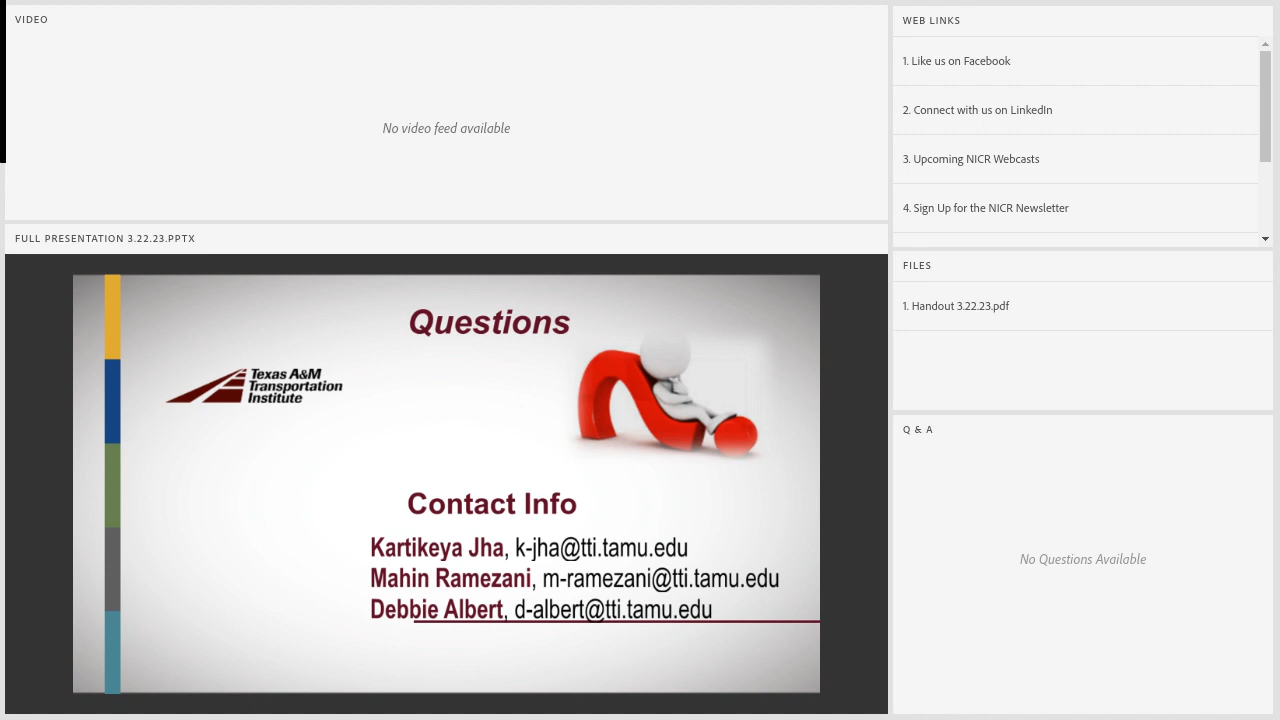 VIDEO
No video feed available
FULL PRESENTATION 3.22.23.PPTX
Questions
Texas A&M
Transportation
Institute
Contact Info
Kartikeya Jha, k-jha@tti.tamu.edu
Mahin Ramezani, m-ramezani@tti.tamu.edu
Debbie Albert, d-albert@tti.tamu.edu
WEB LINKS
1. Like us on Facebook
2. Connect with us on LinkedIn
3. Upcoming NICR Webcasts
4. Sign Up for the NICR Newsletter
FILES
1. Handout 3.22.23.pdf
Q & A
No Questions Available